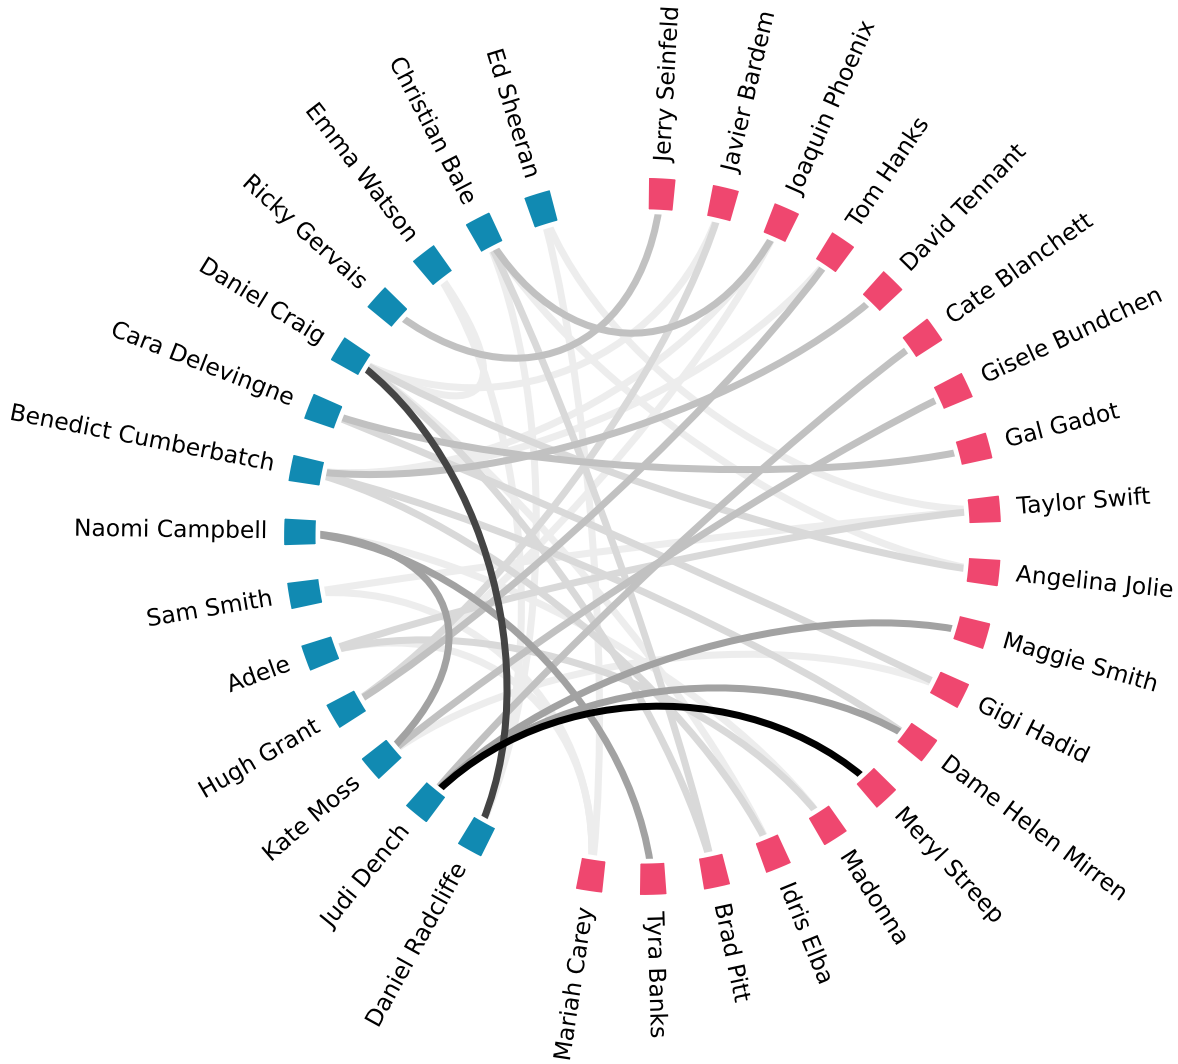 Jerry Seinfeld
Javier Bardem
Joaquin Phoenix
Tom Hanks
David Tennant
Cate Blanchett
Gisele Bundchen
Gal Gadot
Taylor Swift
Angelina Jolie
Maggie Smith
Gigi Hadid
Dame Helen Mirren
Meryl Streep
Madonna
Idris Elba
Brad Pitt
Tyra Banks
Mariah Carey
Daniel Radcliffe
Judi Dench
Kate Moss
Hugh Grant
Adele
Sam Smith
Naomi Campbell
Benedict Cumberbatch
Cara Delevingne
Daniel Craig
Ricky Gervais
Emma Watson
Christian Bale
Ed Sheeran